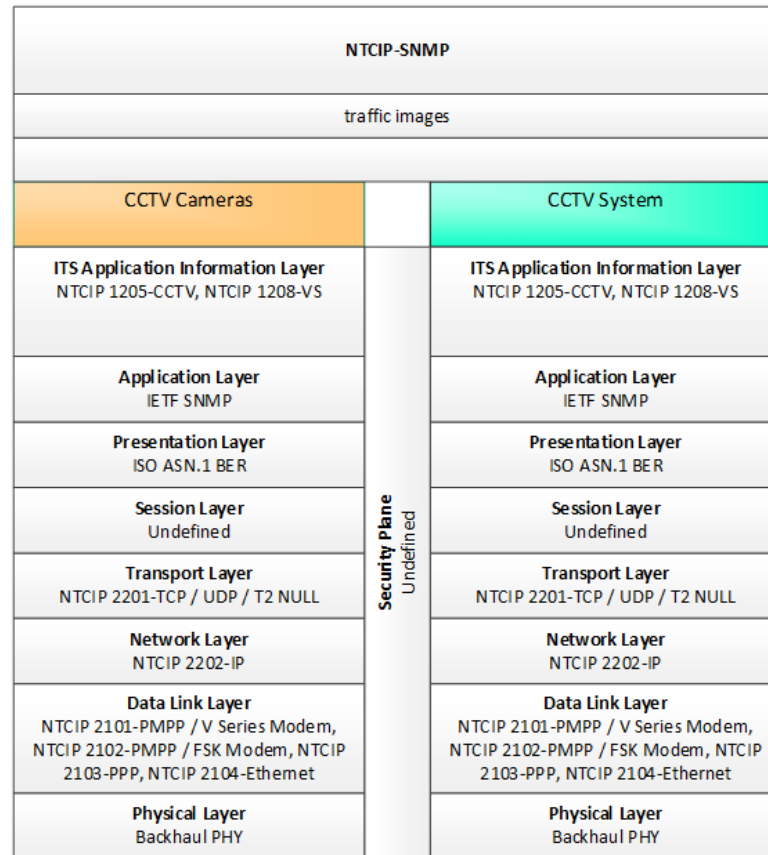 NTCIP-SNMP
traffic images
CCTV Cameras
ITS Application Information Layer
NTCIP 1205-CCTV, NTCIP 1208-VS
Application Layer
IETF SNMP
Presentation Layer
ISO ASN.1 BER
Session Layer
Undefined
Transport Layer
NTCIP 2201-TCP / UDP / T2 NULL
Network Layer
NTCIP 2202-IP
Data Link Layer
NTCIP 2101-PMPP / V Series Modem,
NTCIP 2102-PMPP / FSK Modem, NTCIP
2103-PPP, NTCIP 2104-Ethernet
Physical Layer
Backhaul PHY
Security Plane
Undefined
CCTV System
ITS Application Information Layer
NTCIP 1205-CCTV, NTCIP 1208-VS
Application Layer
IETF SNMP
Presentation Layer
ISO ASN.1 BER
Session Layer
Undefined
Transport Layer
NTCIP 2201-TCP / UDP / T2 NULL
Network Layer
NTCIP 2202-IP
Data Link Layer
NTCIP 2101-PMPP / V Series Modem,
NTCIP 2102-PMPP / FSK Modem, NTCIP
2103-PPP, NTCIP 2104-Ethernet
Physical Layer
Backhaul PHY